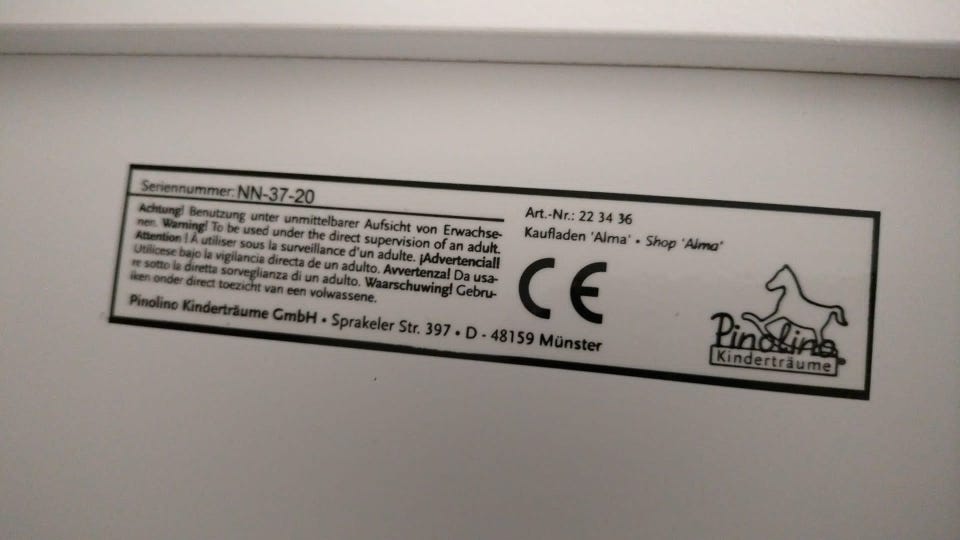 Seriennummer: NN-37-20
Achtung! Benutzung unter unmittelbarer Aufsicht von Erwachse-
nen. Warning! To be used under the direct supervision of an adult.
Attention ! À utiliser sous la surveillance d'un adulte. ¡Advertencia!!
Utilícese bajo la vigilancia directa de un adulto. Avvertenza! Da usa-
re sotto la diretta sorveglianza di un adulto. Waarschuwing! Gebru-
iken onder direct toezicht van een volwassene.
Pinolino Kinderträume GmbH • Sprakeler Str. 397 • D - 48159 Münster
Art.-Nr.: 22 34 36
Kaufladen 'Alma' • Shop 'Alma'
CE
Pinolino
Kinderträume